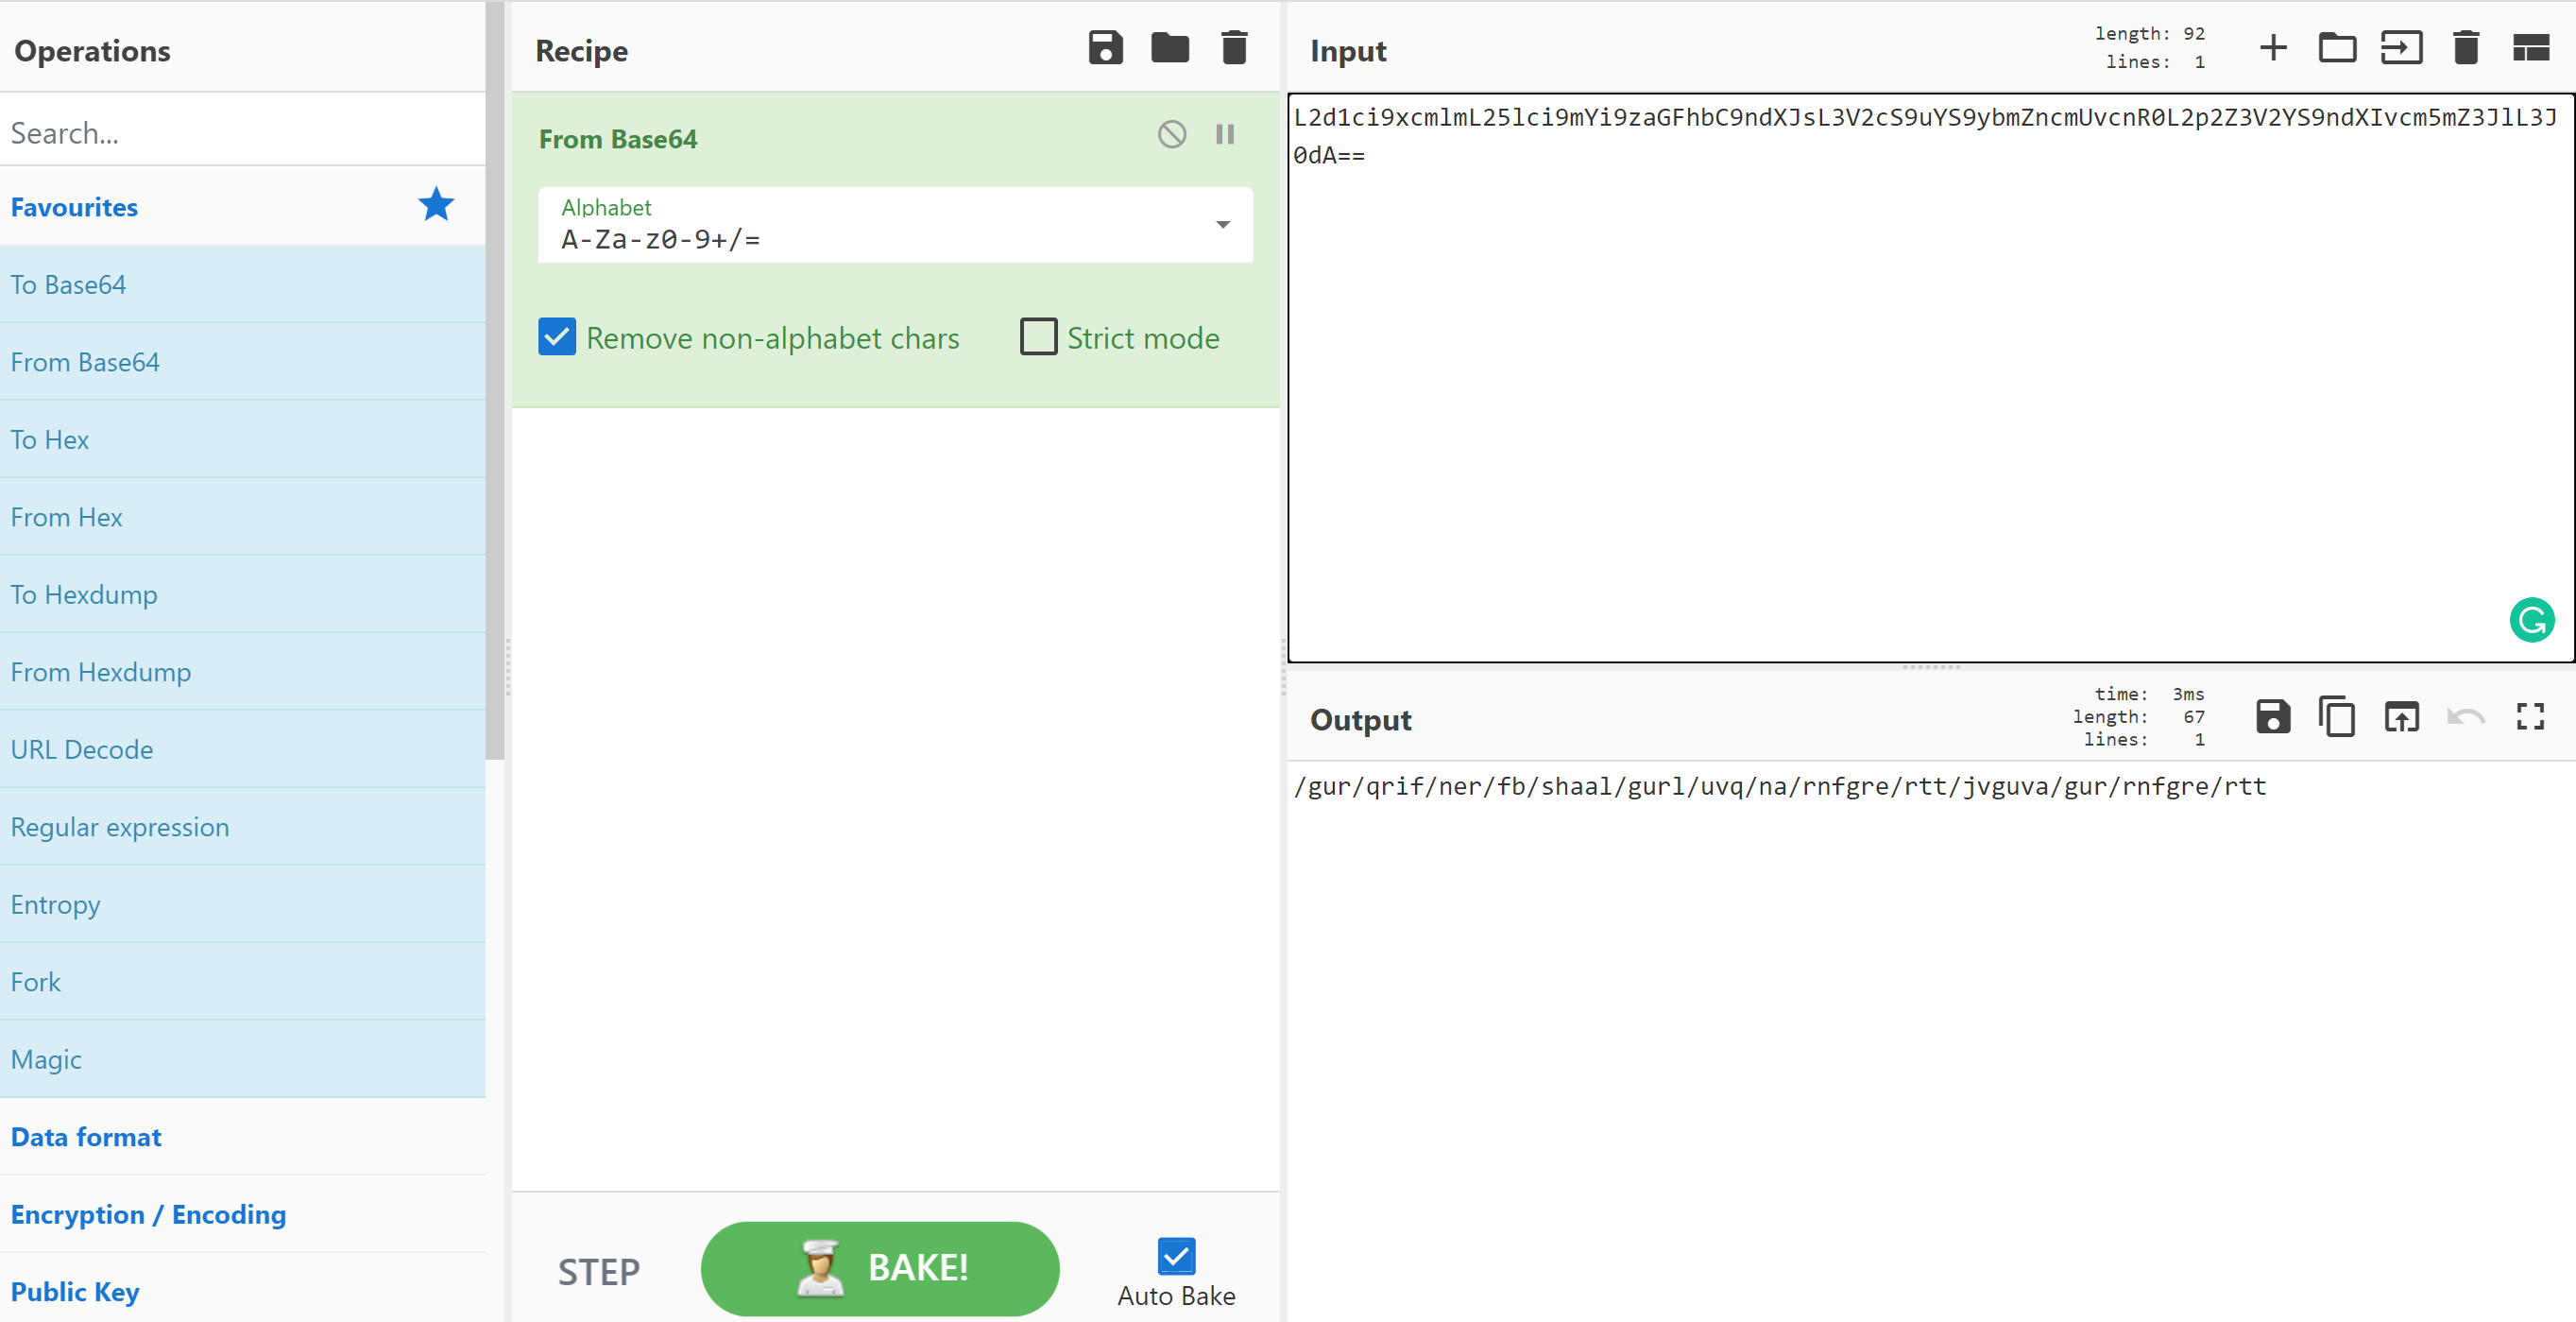 Operations
Search...
Favourites
To Base64
From Base64
To Hex
From Hex
To Hexdump
From Hexdump
URL Decode
Regular expression
Entropy
Fork
Magic
Data format
Encryption / Encoding
Public Key
Recipe
From Base64
Alphabet
A-Za-z0-9+/=
Remove non-alphabet chars
Strict mode
STEP
BAKE!
Auto Bake
Input
length: 92
lines: 1
L2d1ci9xcmlmL25lci9mYi9zaGFhbC9ndXJsL3V2cS9uYS9ybmZncmUvcnR0L2p2Z3V2YS9ndXIvcm5mZ3JlL3J
0dA==
Output
time: 3ms
length: 67
lines: 1
/gur/qrif/ner/fb/shaal/gurl/uvq/na/rnfgre/rtt/jvguva/gur/rnfgre/rtt